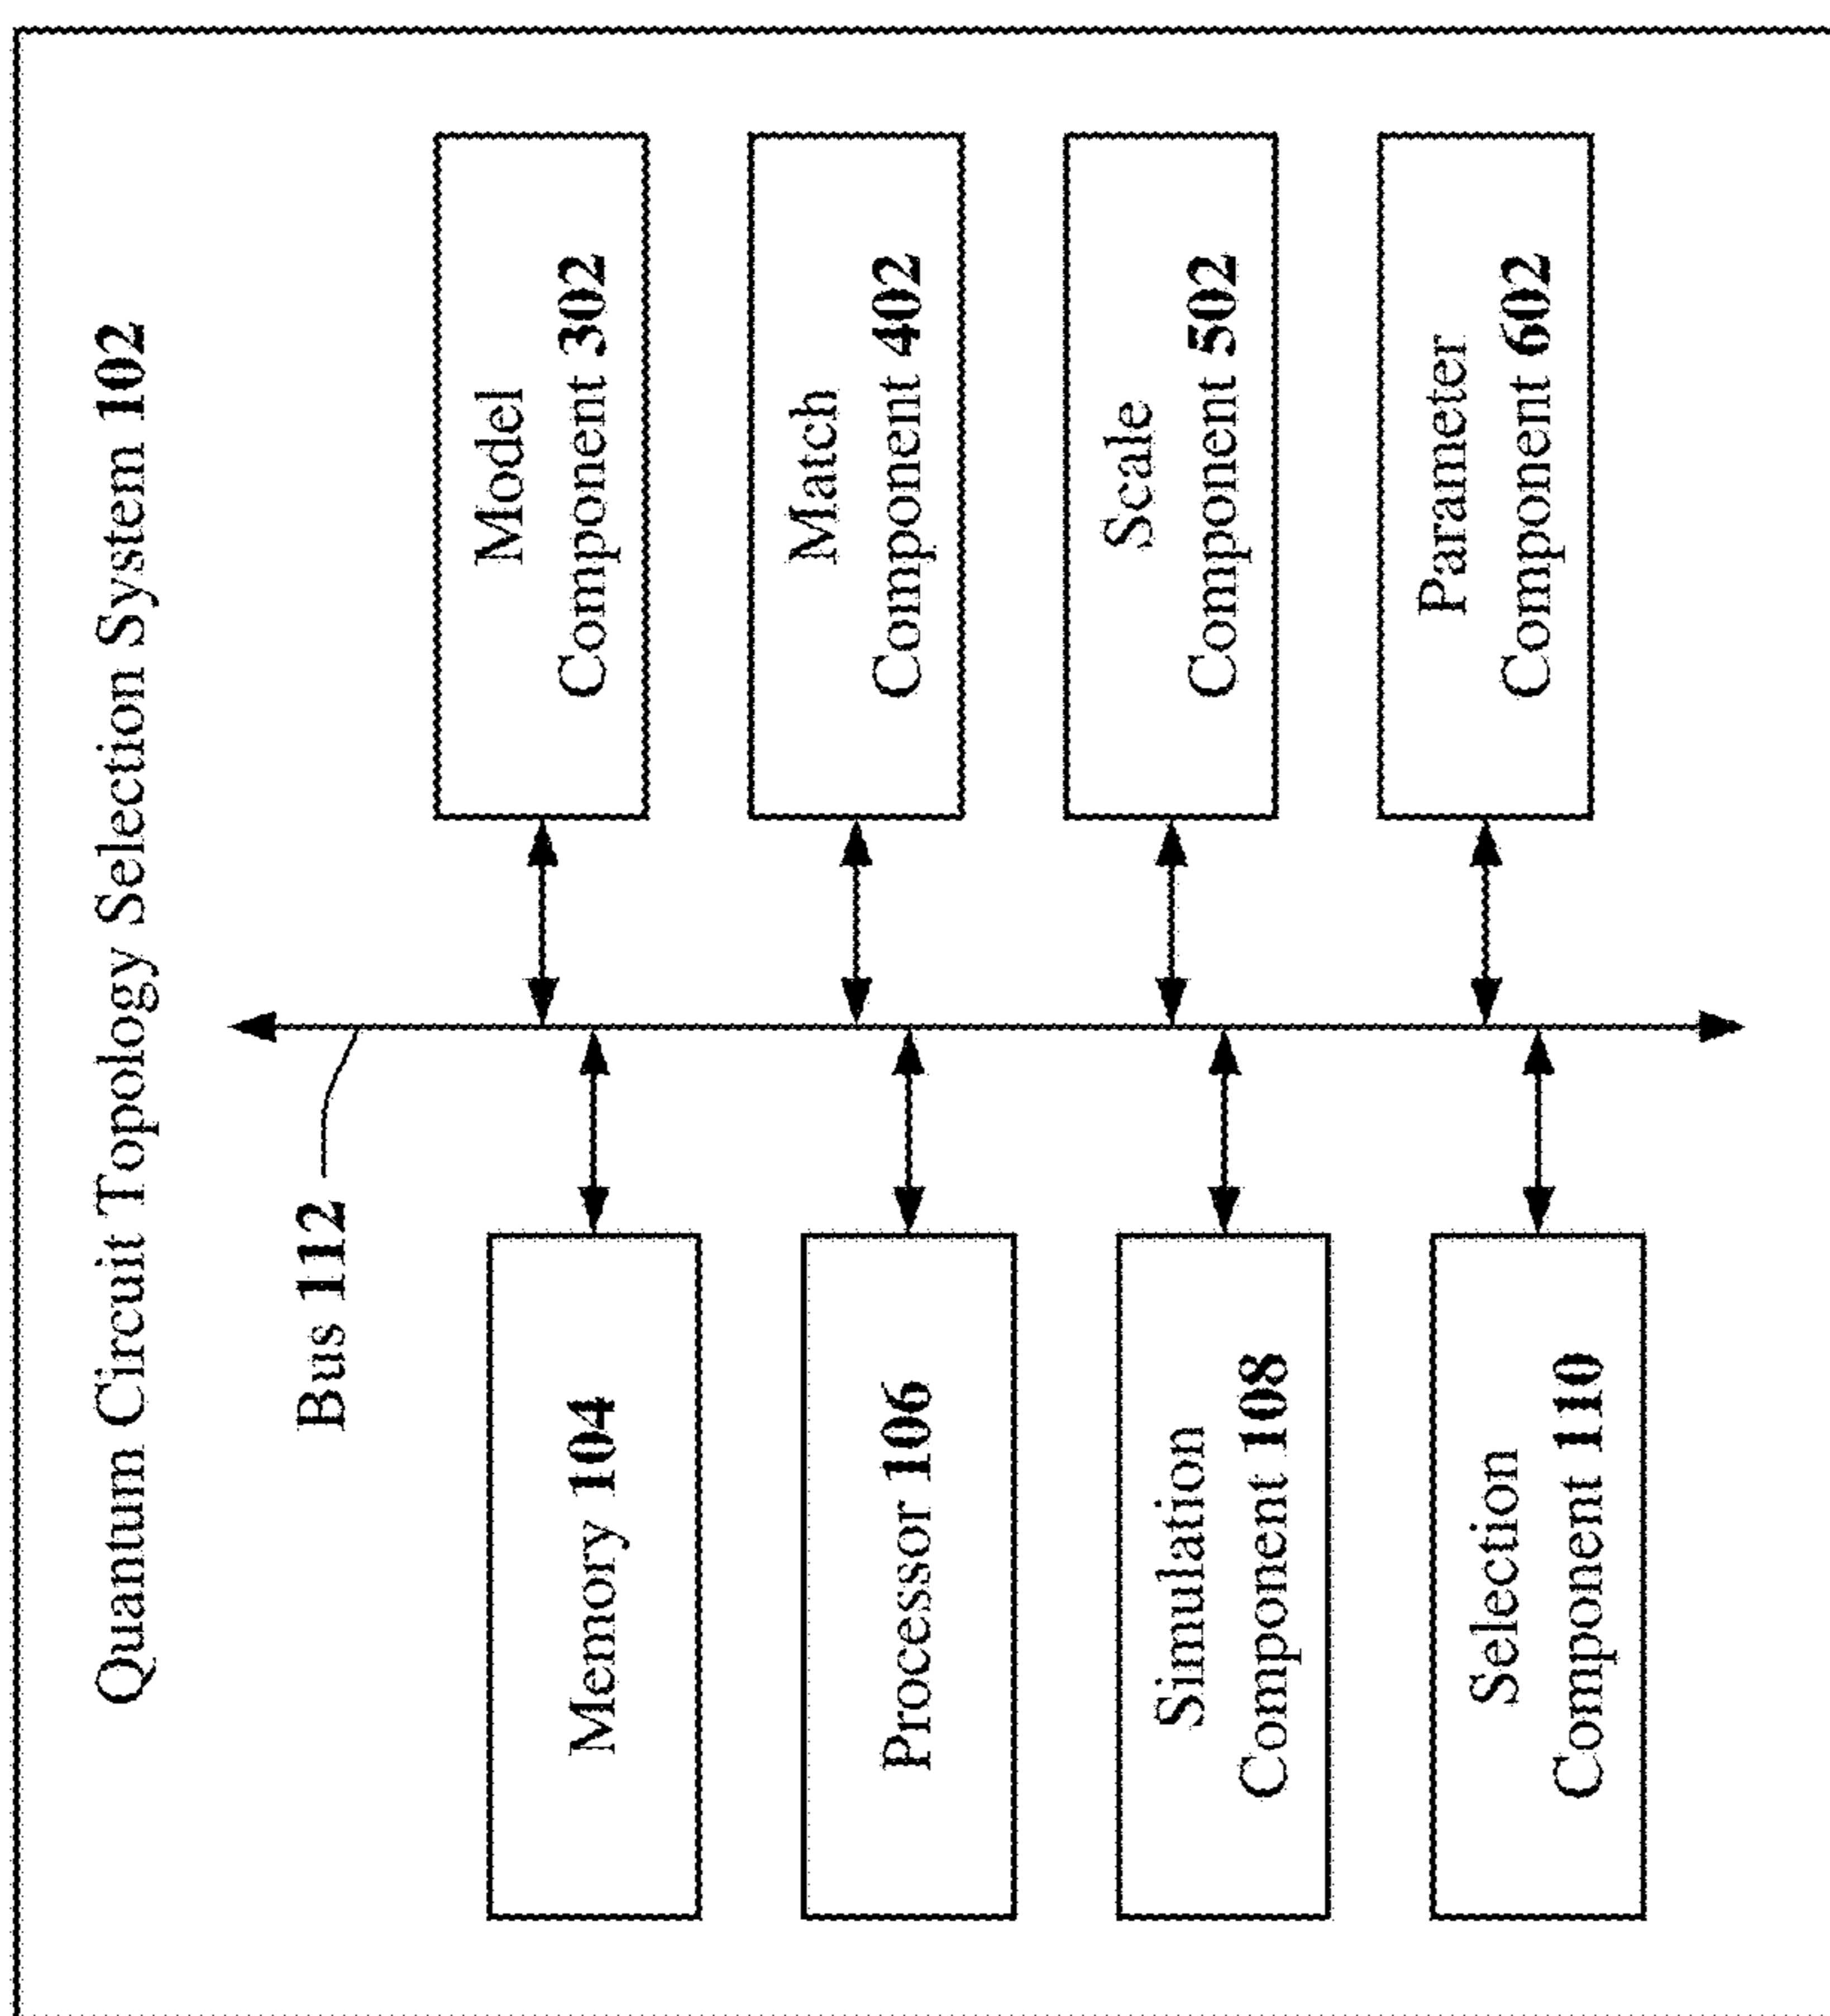 Quantum Circuit Topology Selection System 102
Bus 112
Memory 104
Processor 106
Simulation
Component 108
Selection
Component 110
Model
Component 302
Match
Component 402
Scale
Component 502
Parameter
Component 602